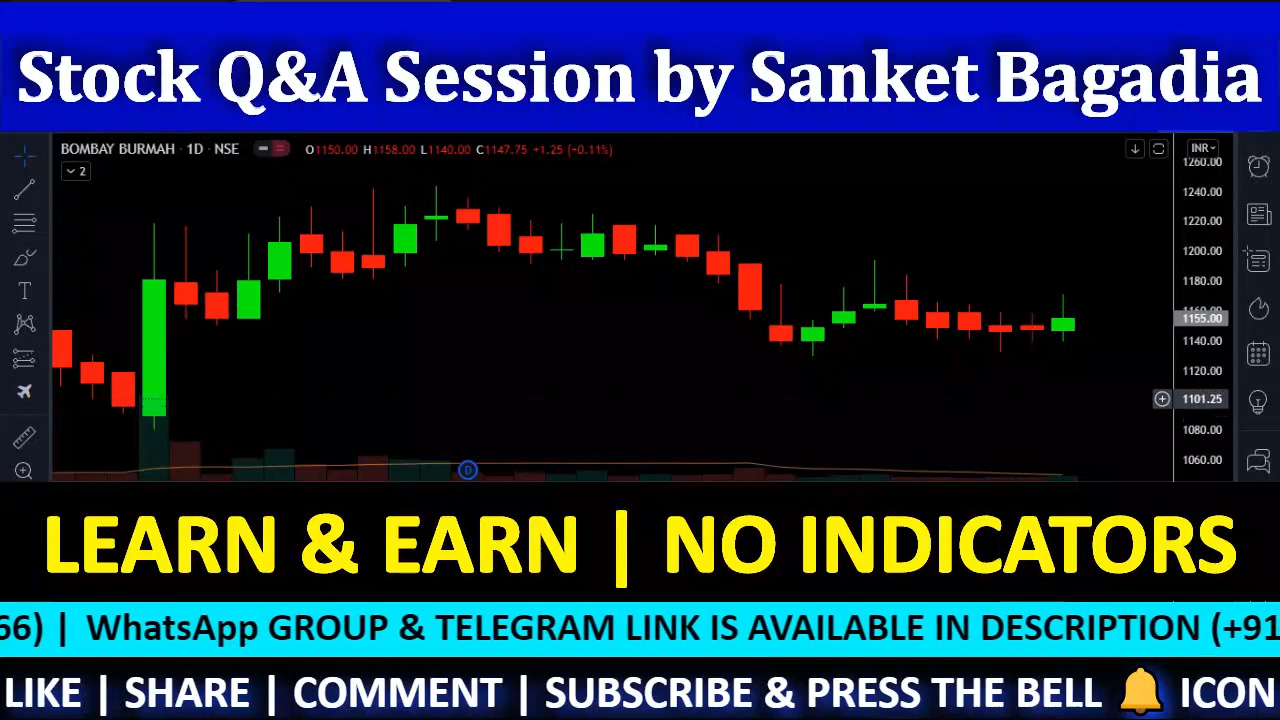 Stock Q&A Session by Sanket Bagadia
BOMBAY BURMAH · 1D · NSE O1150.00 H1158.00 L1140.00 C1147.75 +1.25 (+0.11%) INR
2
1260.00
1240.00
1220.00
1200.00
1180.00
1160.00
1155.00
1140.00
1120.00
1101.25
1080.00
1060.00
T
D
LEARN & EARN | NO INDICATORS
66) | WhatsApp GROUP & TELEGRAM LINK IS AVAILABLE IN DESCRIPTION (+91
LIKE | SHARE | COMMENT | SUBSCRIBE & PRESS THE BELL 🔔 ICON